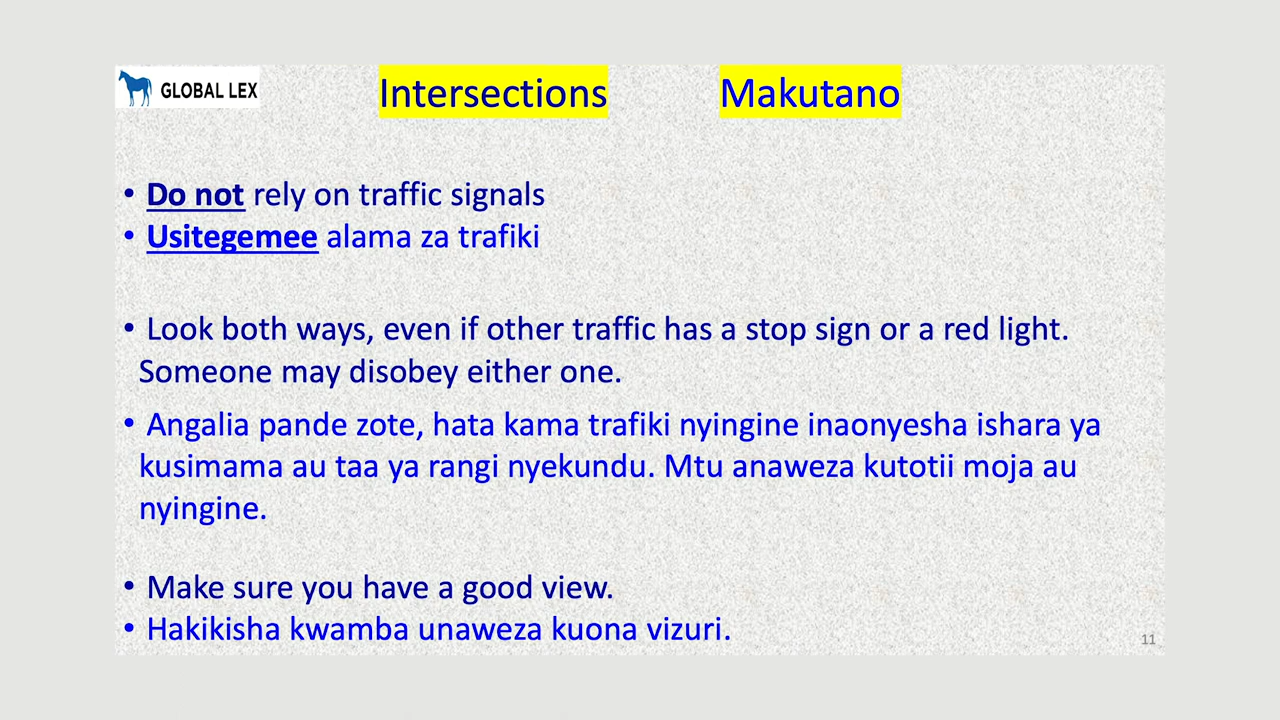 GLOBAL LEX
Intersections Makutano
• Do not rely on traffic signals
• Usitegemee alama za trafiki
• Look both ways, even if other traffic has a stop sign or a red light.
Someone may disobey either one.
• Angalia pande zote, hata kama trafiki nyingine inaonyesha ishara ya
kusimama au taa ya rangi nyekundu. Mtu anaweza kutotii moja au
nyingine.
• Make sure you have a good view.
• Hakikisha kwamba unaweza kuona vizuri.
11